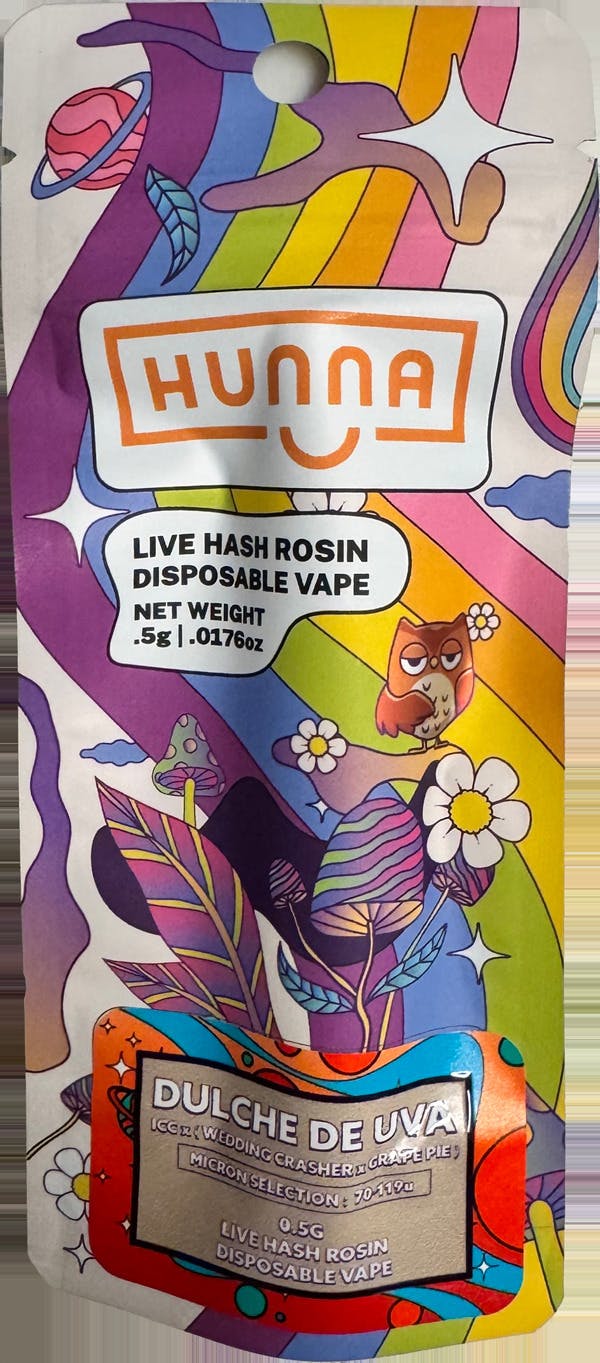 HUNNA
LIVE HASH ROSIN
DISPOSABLE VAPE
NET WEIGHT
.5g | .0176oz
DULCHE DE UVA
ICC x ( WEDDING CRASHER x GRAPE PIE )
MICRON SELECTION : 70-119u
0.5G
LIVE HASH ROSIN
DISPOSABLE VAPE